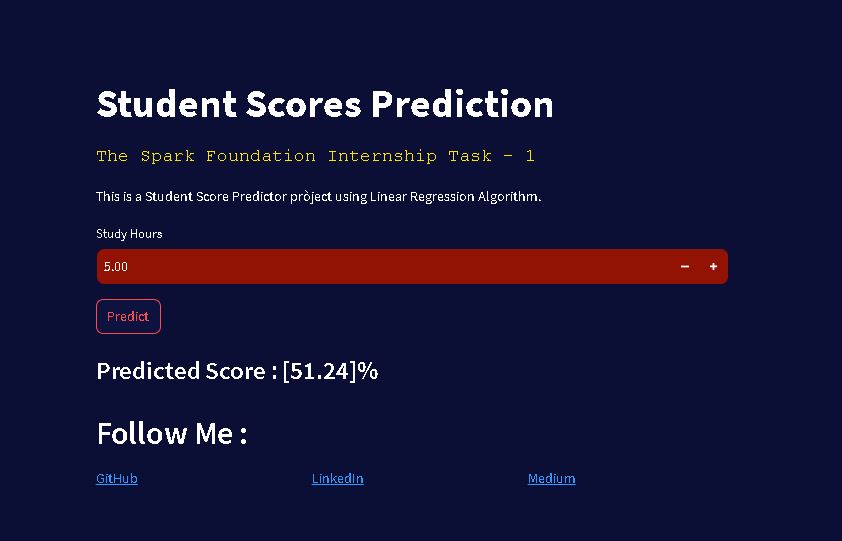 Student Scores Prediction
The Spark Foundation Internship Task - 1
This is a Student Score Predictor pròject using Linear Regression Algorithm.
Study Hours
5.00 − +
Predict
Predicted Score : [51.24]%
Follow Me :
GitHub LinkedIn Medium